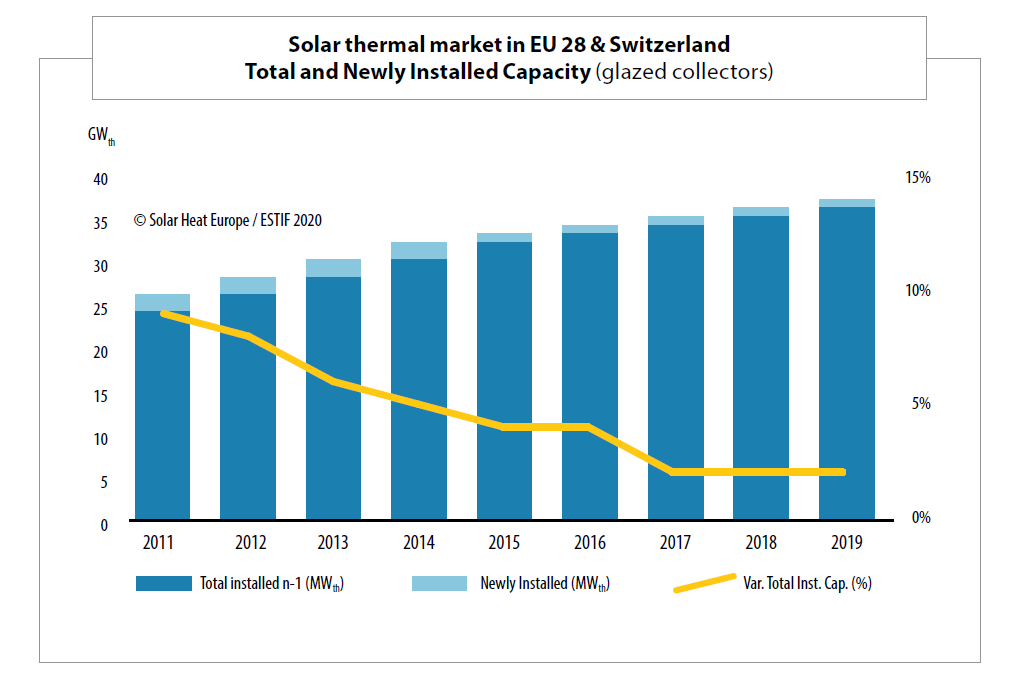 Solar thermal market in EU 28 & Switzerland
Total and Newly Installed Capacity (glazed collectors)
GWth
40
35
30
25
20
15
10
5
0
© Solar Heat Europe / ESTIF 2020
15%
10%
5%
0%
2011 2012 2013 2014 2015 2016 2017 2018 2019
Total installed n-1 (MWth) Newly Installed (MWth) Var. Total Inst. Cap. (%)